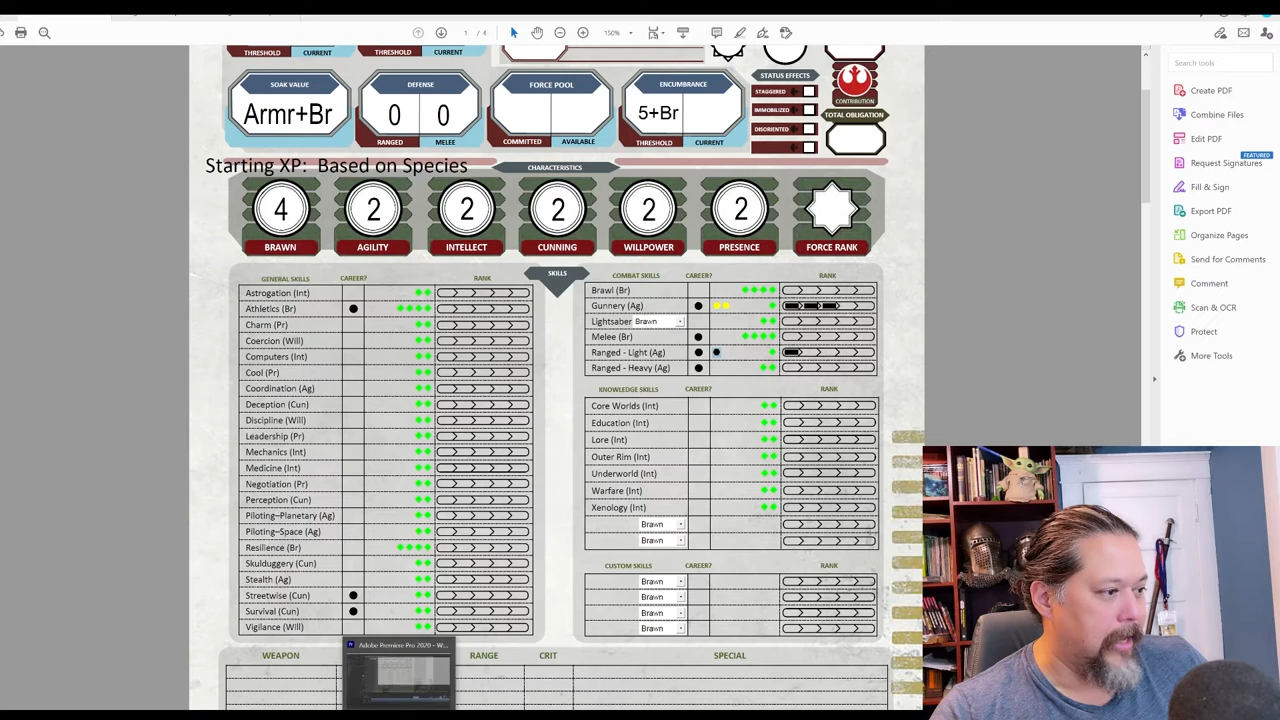 1 / 4
150%
THRESHOLD CURRENT THRESHOLD CURRENT
SOAK VALUE DEFENSE FORCE POOL ENCUMBRANCE STATUS EFFECTS
Armr+Br 0 0 5+Br
RANGED MELEE COMMITTED AVAILABLE THRESHOLD CURRENT
STAGGERED
IMMOBILIZED
DISORIENTED
CONTRIBUTION
TOTAL OBLIGATION
Starting XP: Based on Species
CHARACTERISTICS
4 2 2 2 2 2
BRAWN AGILITY INTELLECT CUNNING WILLPOWER PRESENCE FORCE RANK
SKILLS
GENERAL SKILLS CAREER? RANK
Astrogation (Int)
Athletics (Br)
Charm (Pr)
Coercion (Will)
Computers (Int)
Cool (Pr)
Coordination (Ag)
Deception (Cun)
Discipline (Will)
Leadership (Pr)
Mechanics (Int)
Medicine (Int)
Negotiation (Pr)
Perception (Cun)
Piloting–Planetary (Ag)
Piloting–Space (Ag)
Resilience (Br)
Skulduggery (Cun)
Stealth (Ag)
Streetwise (Cun)
Survival (Cun)
Vigilance (Will)
COMBAT SKILLS CAREER? RANK
Brawl (Br)
Gunnery (Ag)
Lightsaber Brawn
Melee (Br)
Ranged - Light (Ag)
Ranged - Heavy (Ag)
KNOWLEDGE SKILLS CAREER? RANK
Core Worlds (Int)
Education (Int)
Lore (Int)
Outer Rim (Int)
Underworld (Int)
Warfare (Int)
Xenology (Int)
Brawn
Brawn
CUSTOM SKILLS CAREER? RANK
Brawn
Brawn
Brawn
Brawn
WEAPON RANGE CRIT SPECIAL
Adobe Premiere Pro 2020 - W...
Search tools
Create PDF
Combine Files
Edit PDF
FEATURED
Request Signatures
Fill & Sign
Export PDF
Organize Pages
Send for Comments
Comment
Scan & OCR
Protect
More Tools